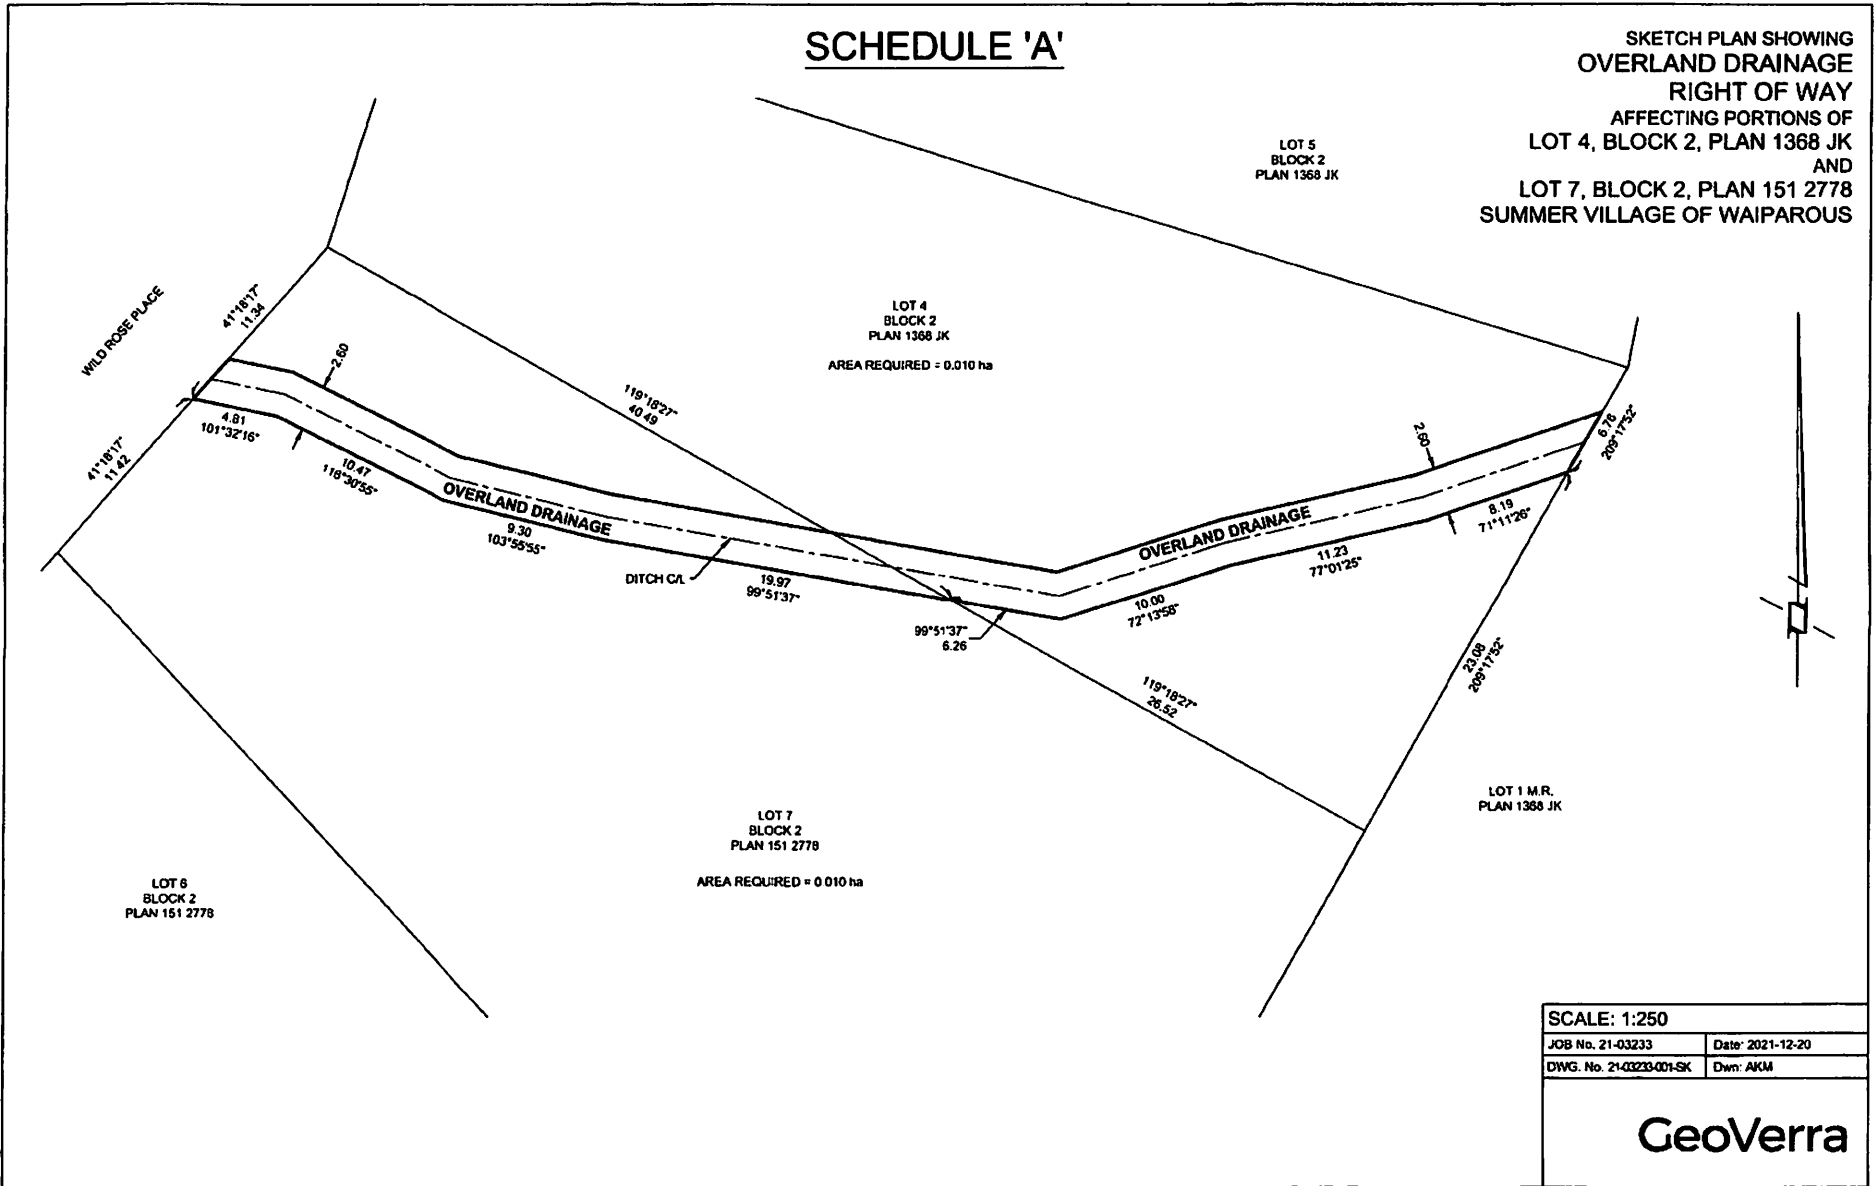 SCHEDULE 'A'
SKETCH PLAN SHOWING
OVERLAND DRAINAGE
RIGHT OF WAY
AFFECTING PORTIONS OF
LOT 4, BLOCK 2, PLAN 1368 JK
AND
LOT 7, BLOCK 2, PLAN 151 2778
SUMMER VILLAGE OF WAIPAROUS
LOT 5
BLOCK 2
PLAN 1368 JK
WILD ROSE PLACE
41°18'17"
11.34
2.60
LOT 4
BLOCK 2
PLAN 1368 JK
AREA REQUIRED = 0.010 ha
119°18'27"
40.49
41°18'17"
11.42
4.81
101°32'16"
10.47
118°30'55"
OVERLAND DRAINAGE
9.30
103°55'55"
DITCH C/L
19.97
99°51'37"
99°51'37"
6.26
OVERLAND DRAINAGE
2.60
6.76
209°17'52"
8.19
71°11'26"
11.23
77°01'25"
10.00
72°13'58"
23.08
209°17'52"
119°18'27"
26.52
LOT 1 M.R.
PLAN 1368 JK
LOT 7
BLOCK 2
PLAN 151 2778
AREA REQUIRED = 0.010 ha
LOT 6
BLOCK 2
PLAN 151 2778
SCALE: 1:250
JOB No. 21-03233
Date: 2021-12-20
DWG. No. 21-03233-001-SK
Dwn: AKM
GeoVerra